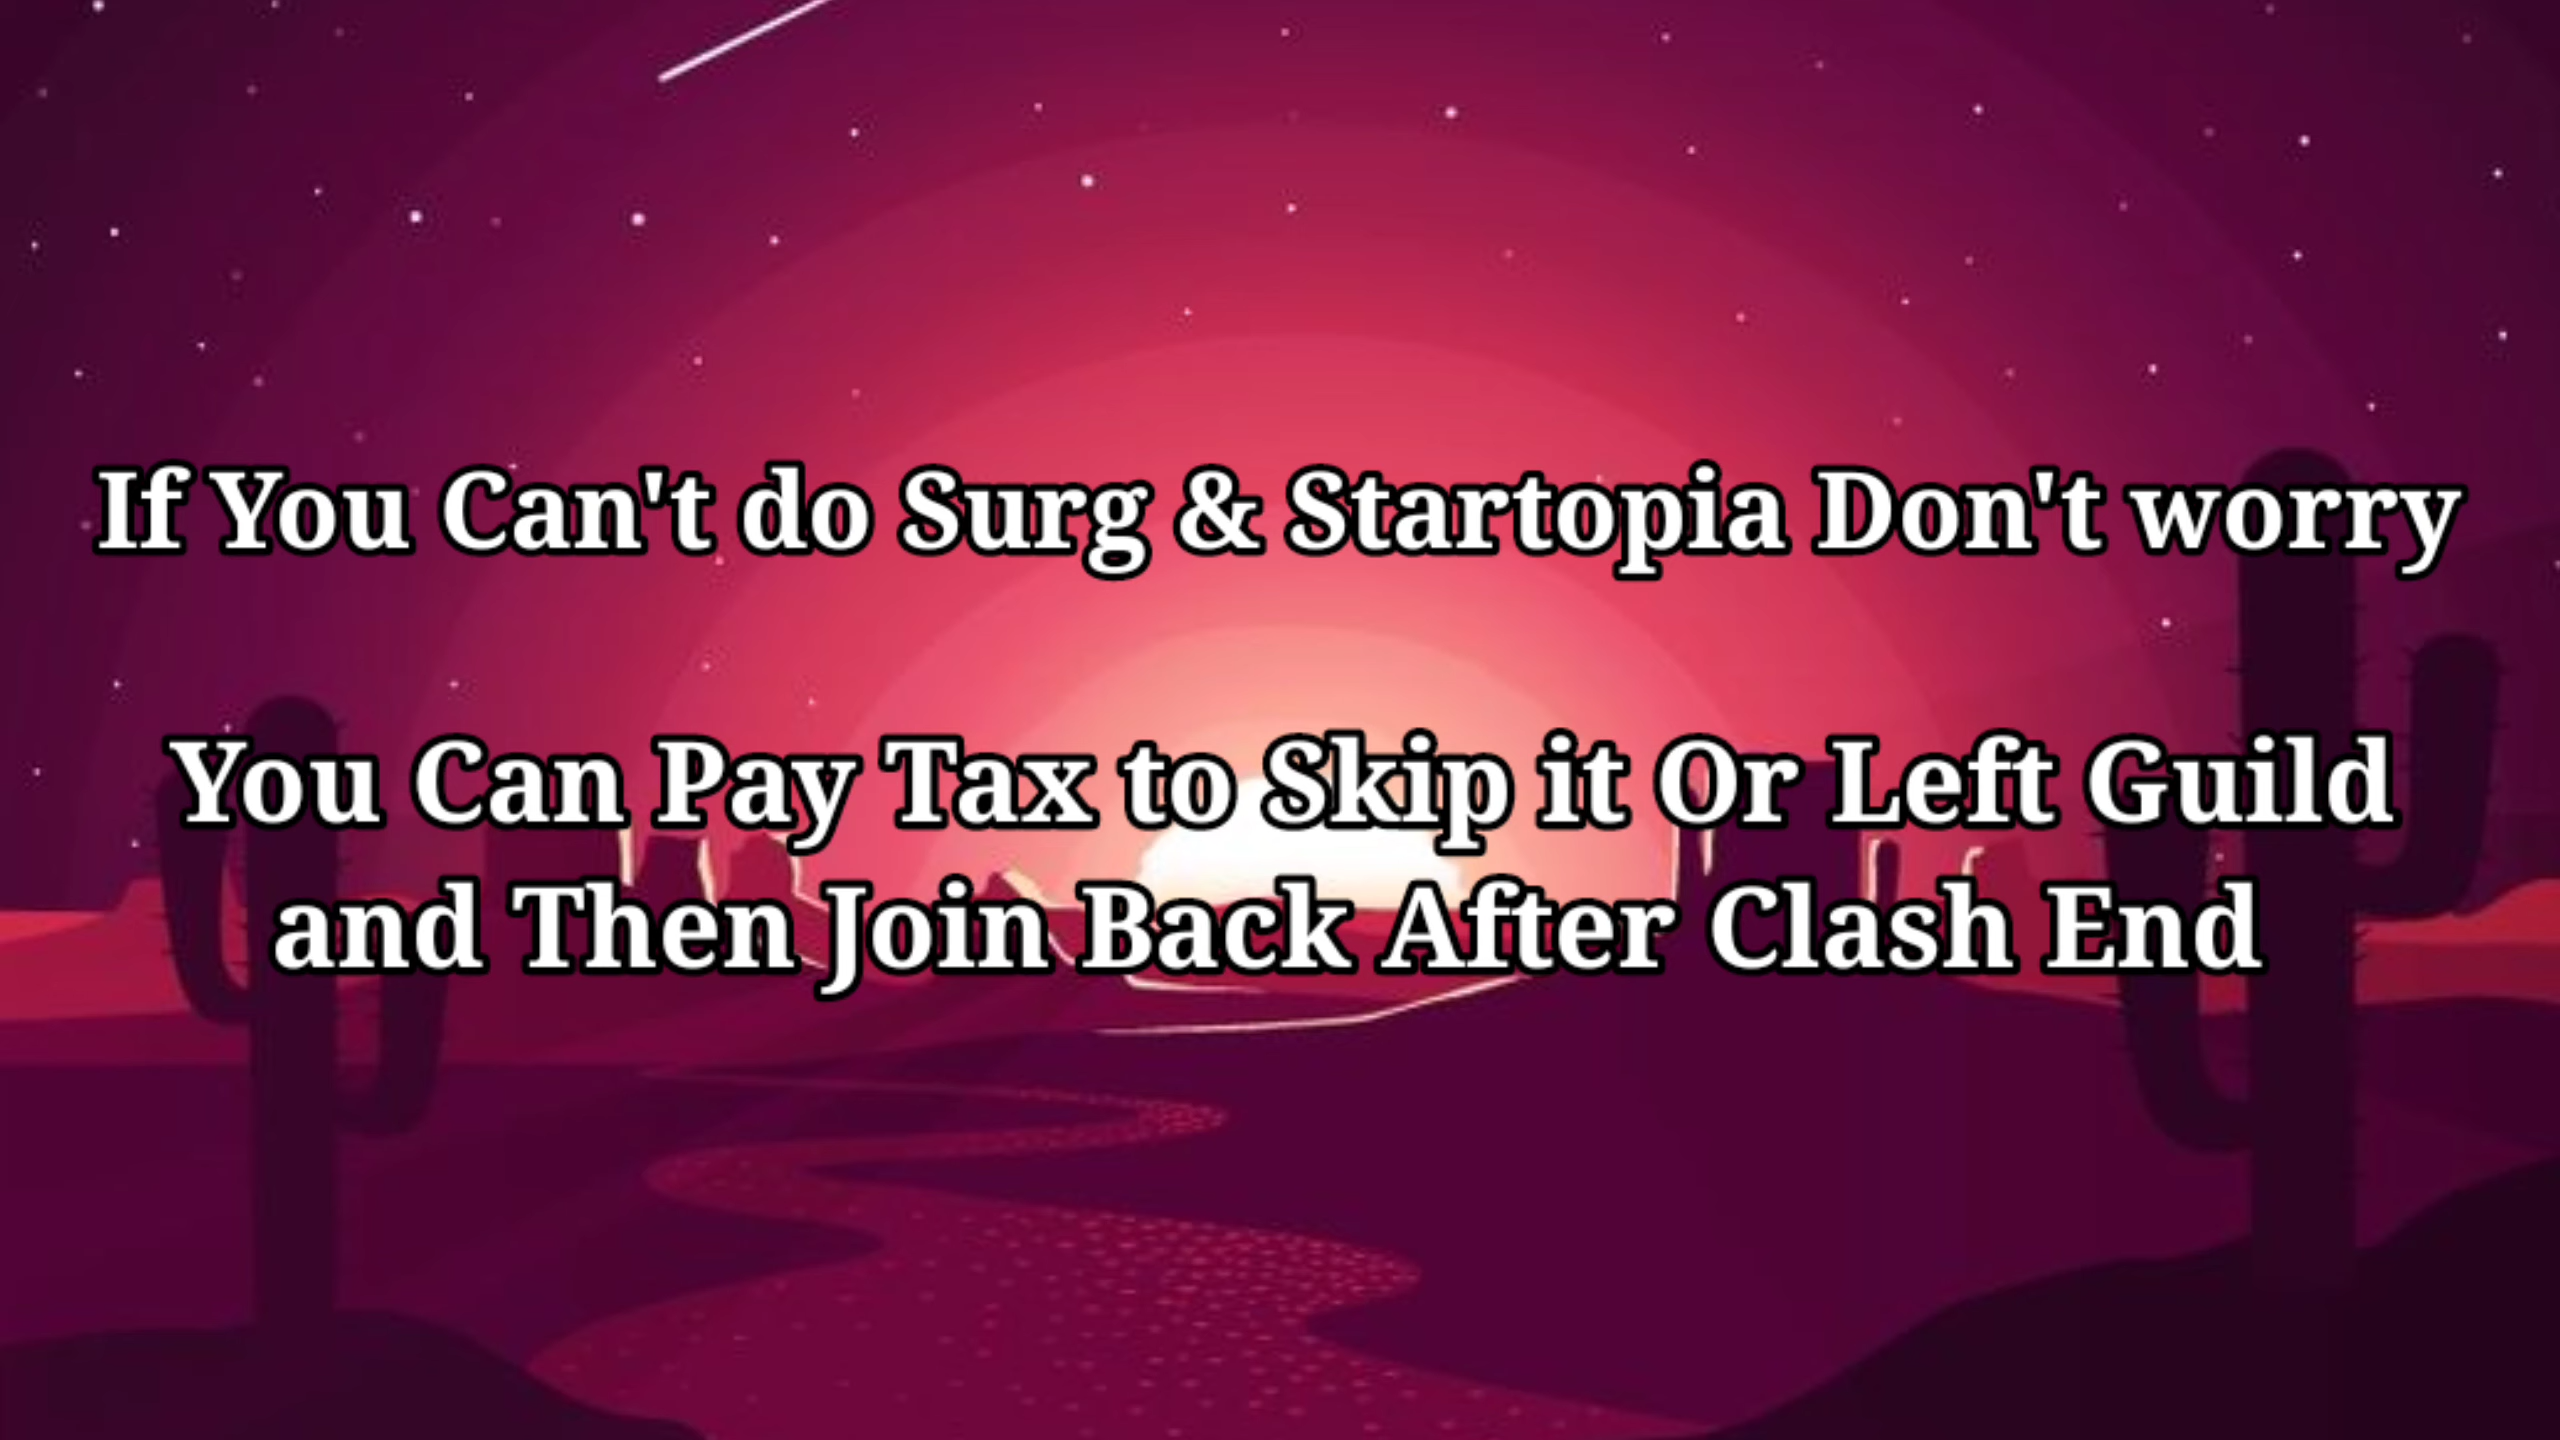 If You Can't do Surg & Startopia Don't worry
You Can Pay Tax to Skip it Or Left Guild
and Then Join Back After Clash End